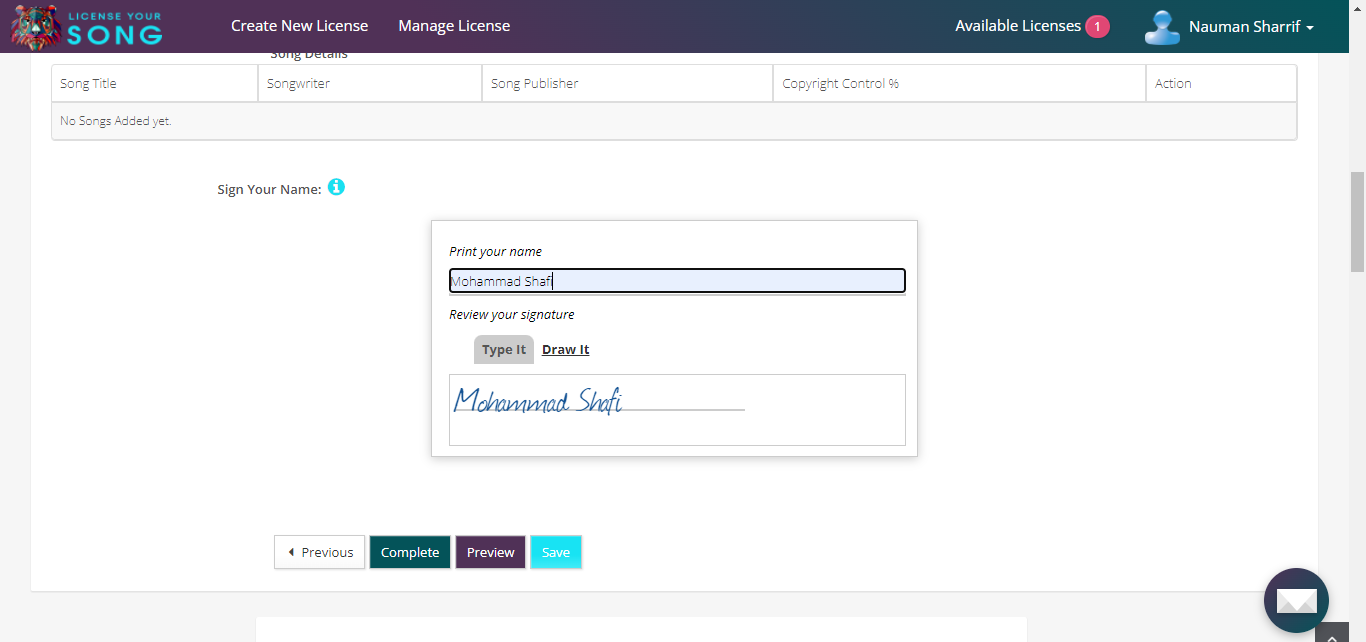 LICENSE YOUR
SONG
Create New License
Manage License
Available Licenses 1
Nauman Sharrif
Song Details
Song Title
Songwriter
Song Publisher
Copyright Control %
Action
No Songs Added yet.
Sign Your Name:
Print your name
Mohammad Shafi
Review your signature
Type It
Draw It
Mohammad Shafi
Previous
Complete
Preview
Save